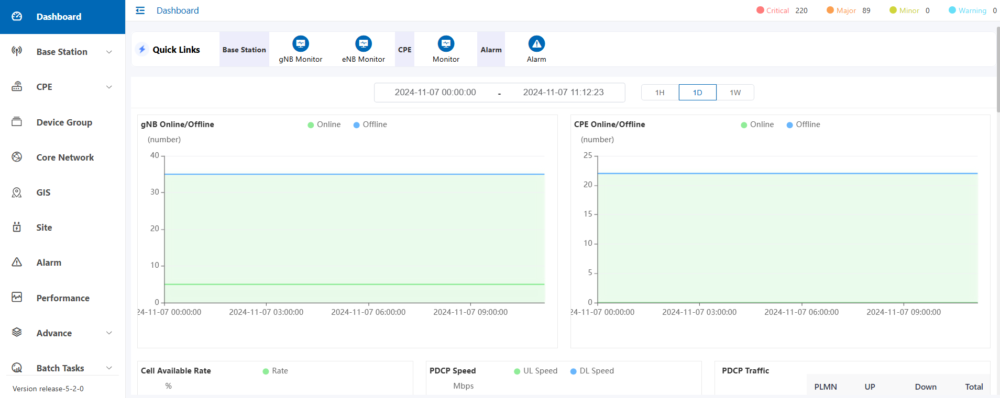 Dashboard
Base Station
CPE
Device Group
Core Network
GIS
Site
Alarm
Performance
Advance
Batch Tasks
Version release-5-2-0
Dashboard
Critical 220 Major 89 Minor 0 Warning 0
Quick Links Base Station gNB Monitor eNB Monitor CPE Monitor Alarm Alarm
2024-11-07 00:00:00 - 2024-11-07 11:12:23 1H 1D 1W
gNB Online/Offline Online Offline
(number)
40
30
20
10
0
24-11-07 00:00:00 2024-11-07 03:00:00 2024-11-07 06:00:00 2024-11-07 09:00:00
CPE Online/Offline Online Offline
(number)
25
20
15
10
5
0
24-11-07 00:00:00 2024-11-07 03:00:00 2024-11-07 06:00:00 2024-11-07 09:00:00
Cell Available Rate Rate
%
PDCP Speed UL Speed DL Speed
Mbps
PDCP Traffic
PLMN UP Down Total